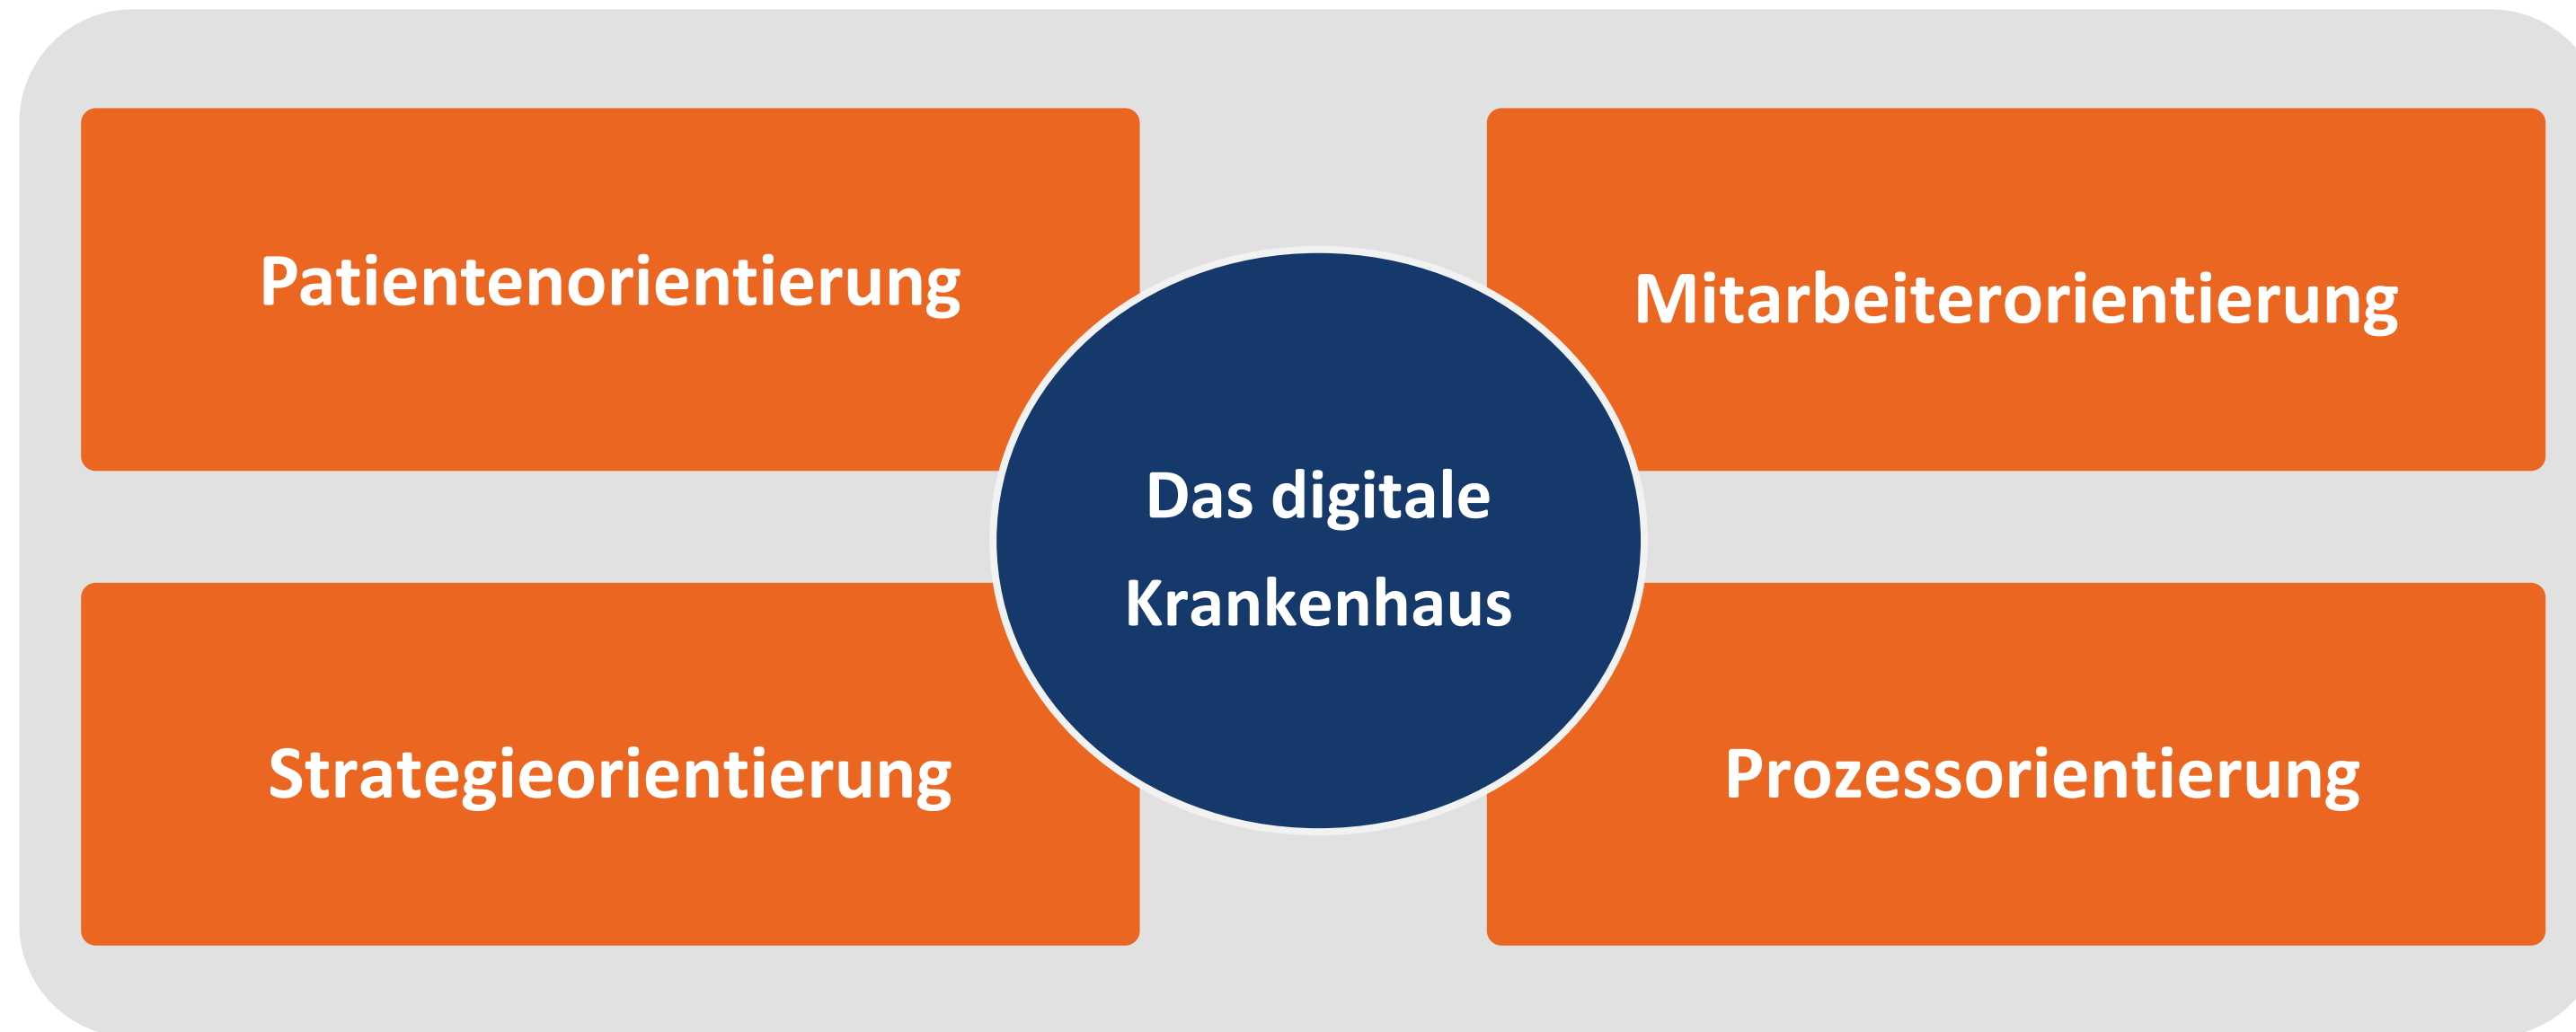 Patientenorientierung
Mitarbeiterorientierung
Das digitale
Krankenhaus
Strategieorientierung
Prozessorientierung